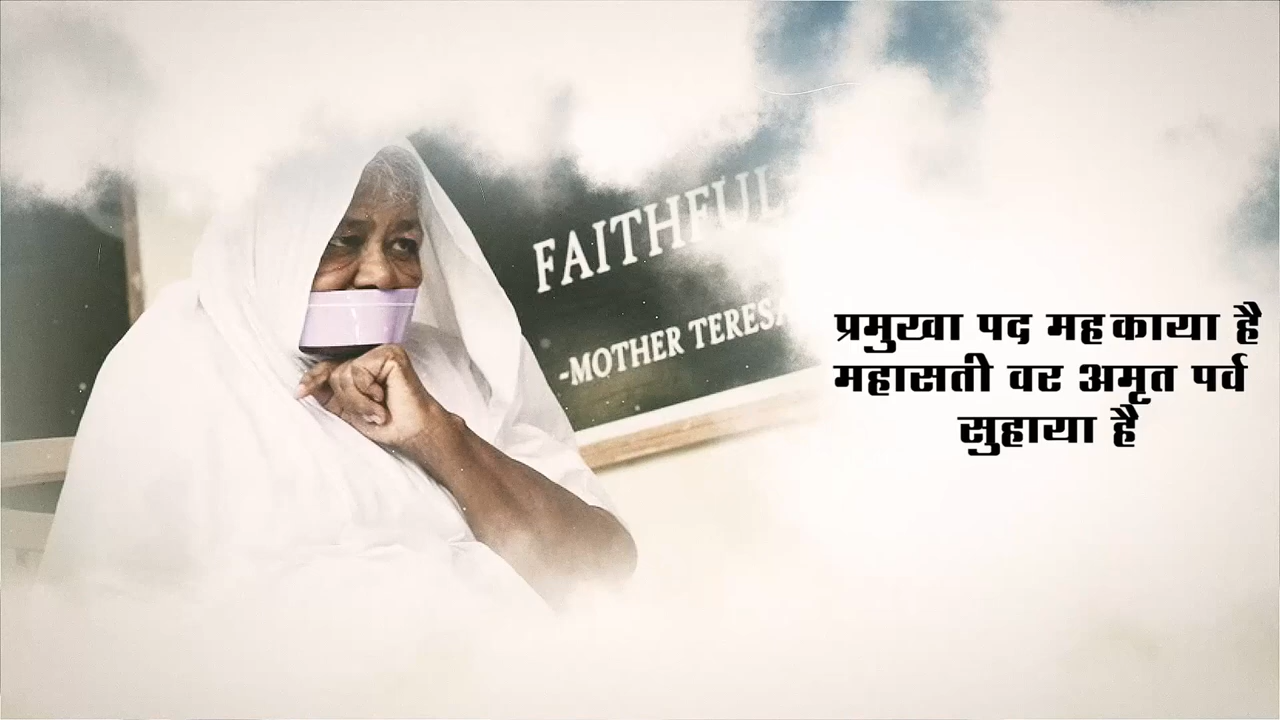 FAITHFUL
-MOTHER TERESA
प्रमुखा पद महकाया है
महासती वर अमृत पर्व
सुहाया है